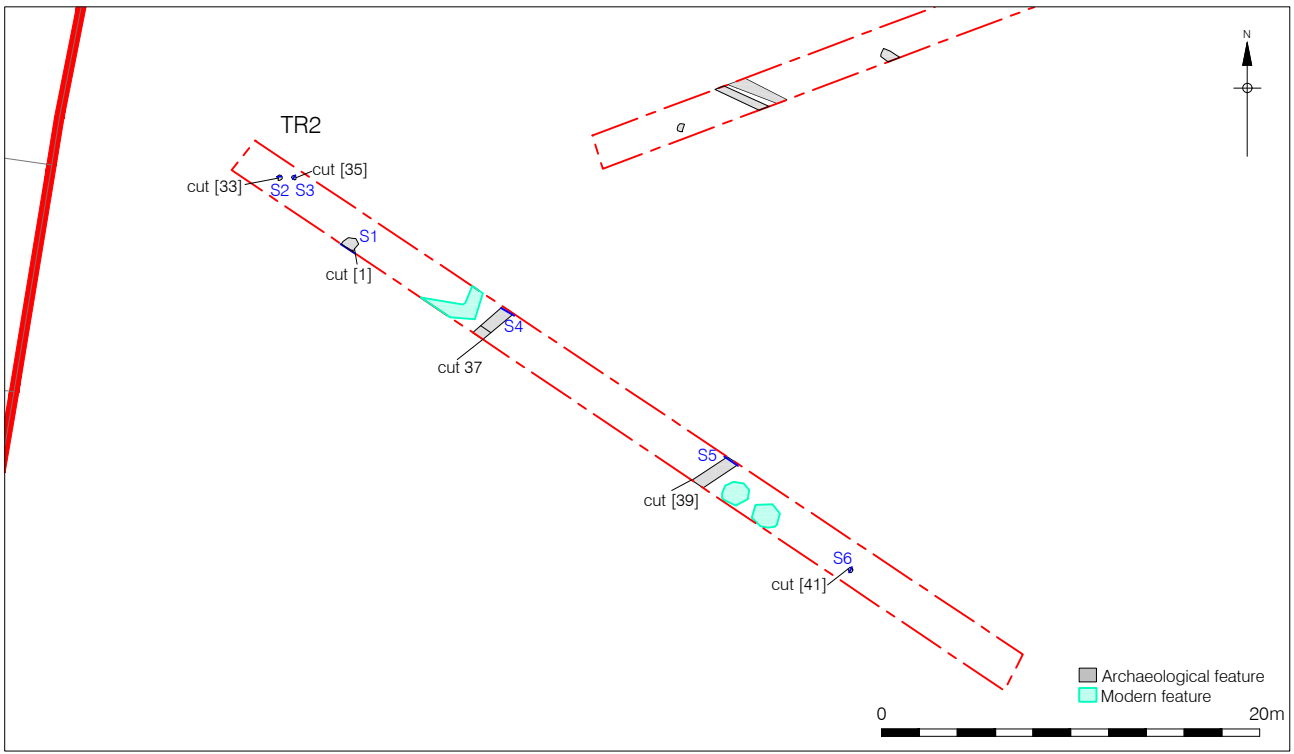 N
TR2
cut [35]
cut [33]
S2 S3
S1
cut [1]
S4
cut 37
S5
cut [39]
S6
cut [41]
Archaeological feature
Modern feature
0 20m